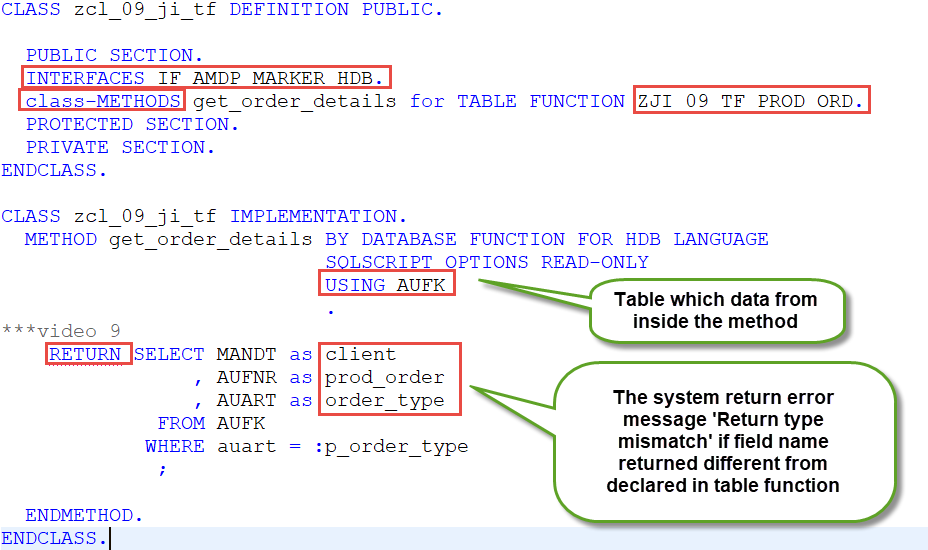 CLASS zcl_09_ji_tf DEFINITION PUBLIC.
PUBLIC SECTION.
INTERFACES IF_AMDP_MARKER_HDB.
class-METHODS get_order_details for TABLE FUNCTION ZJI_09_TF_PROD_ORD.
PROTECTED SECTION.
PRIVATE SECTION.
ENDCLASS.
CLASS zcl_09_ji_tf IMPLEMENTATION.
METHOD get_order_details BY DATABASE FUNCTION FOR HDB LANGUAGE
SQLSCRIPT OPTIONS READ-ONLY
USING AUFK
.
Table which data from
inside the method
***video 9
RETURN SELECT MANDT as client
, AUFNR as prod_order
, AUART as order_type
FROM AUFK
WHERE auart = :p_order_type
;
The system return error
message 'Return type
mismatch' if field name
returned different from
declared in table function
ENDMETHOD.
ENDCLASS.